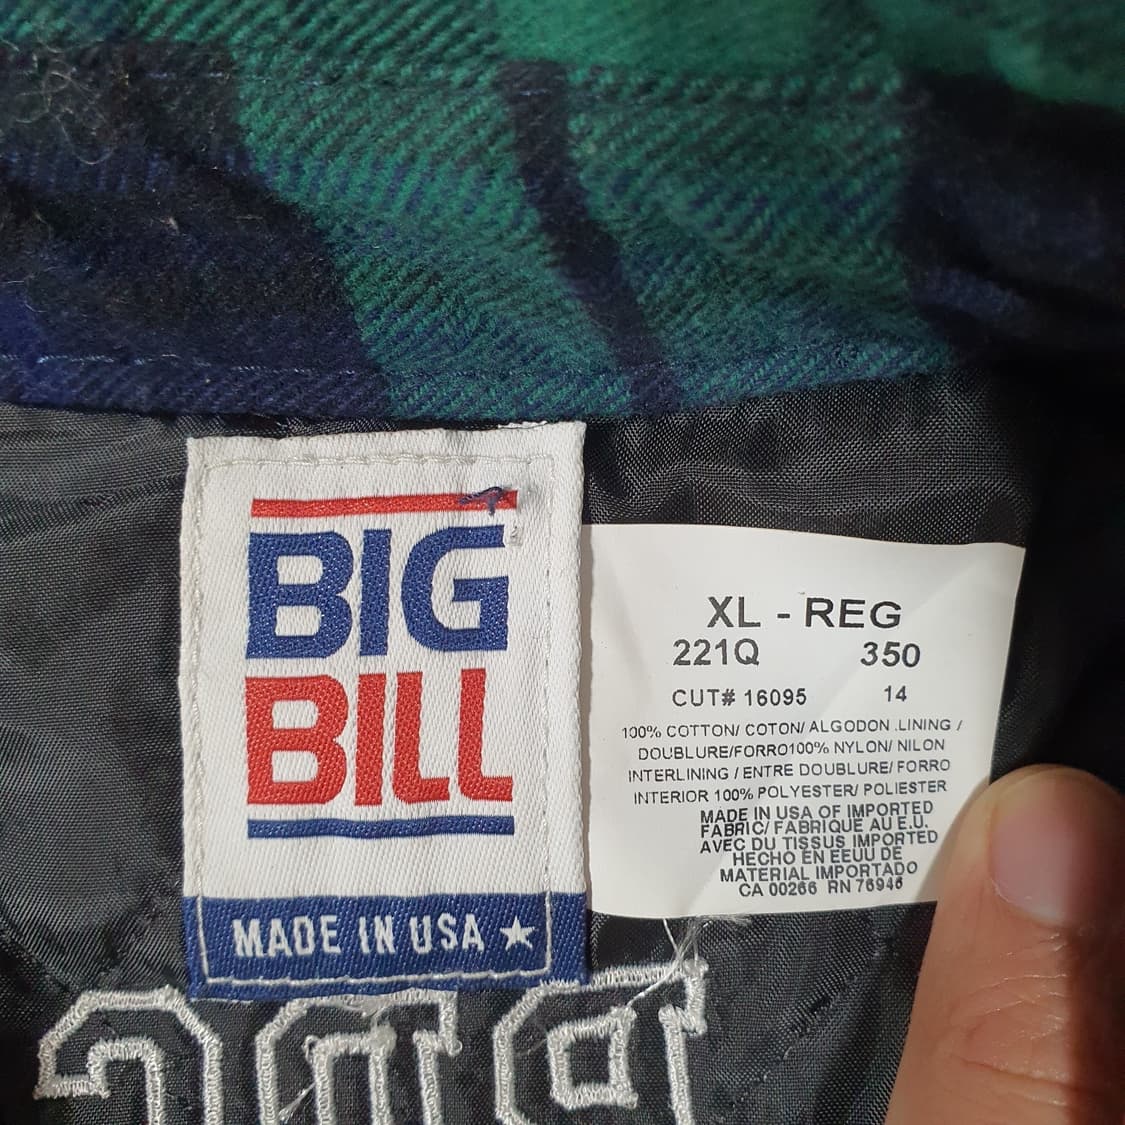 BIG
BILL
MADE IN USA ★
XL - REG
221Q 350
CUT# 16095 14
100% COTTON/ COTON/ ALGODON .LINING /
DOUBLURE/FORRO100% NYLON/ NILON
INTERLINING / ENTRE DOUBLURE/ FORRO
INTERIOR 100% POLYESTER/ POLIESTER
MADE IN USA OF IMPORTED
FABRIC/ FABRIQUE AU E.U.
AVEC DU TISSUS IMPORTED
HECHO EN EEUU DE
MATERIAL IMPORTADO
CA 00266 RN 76946